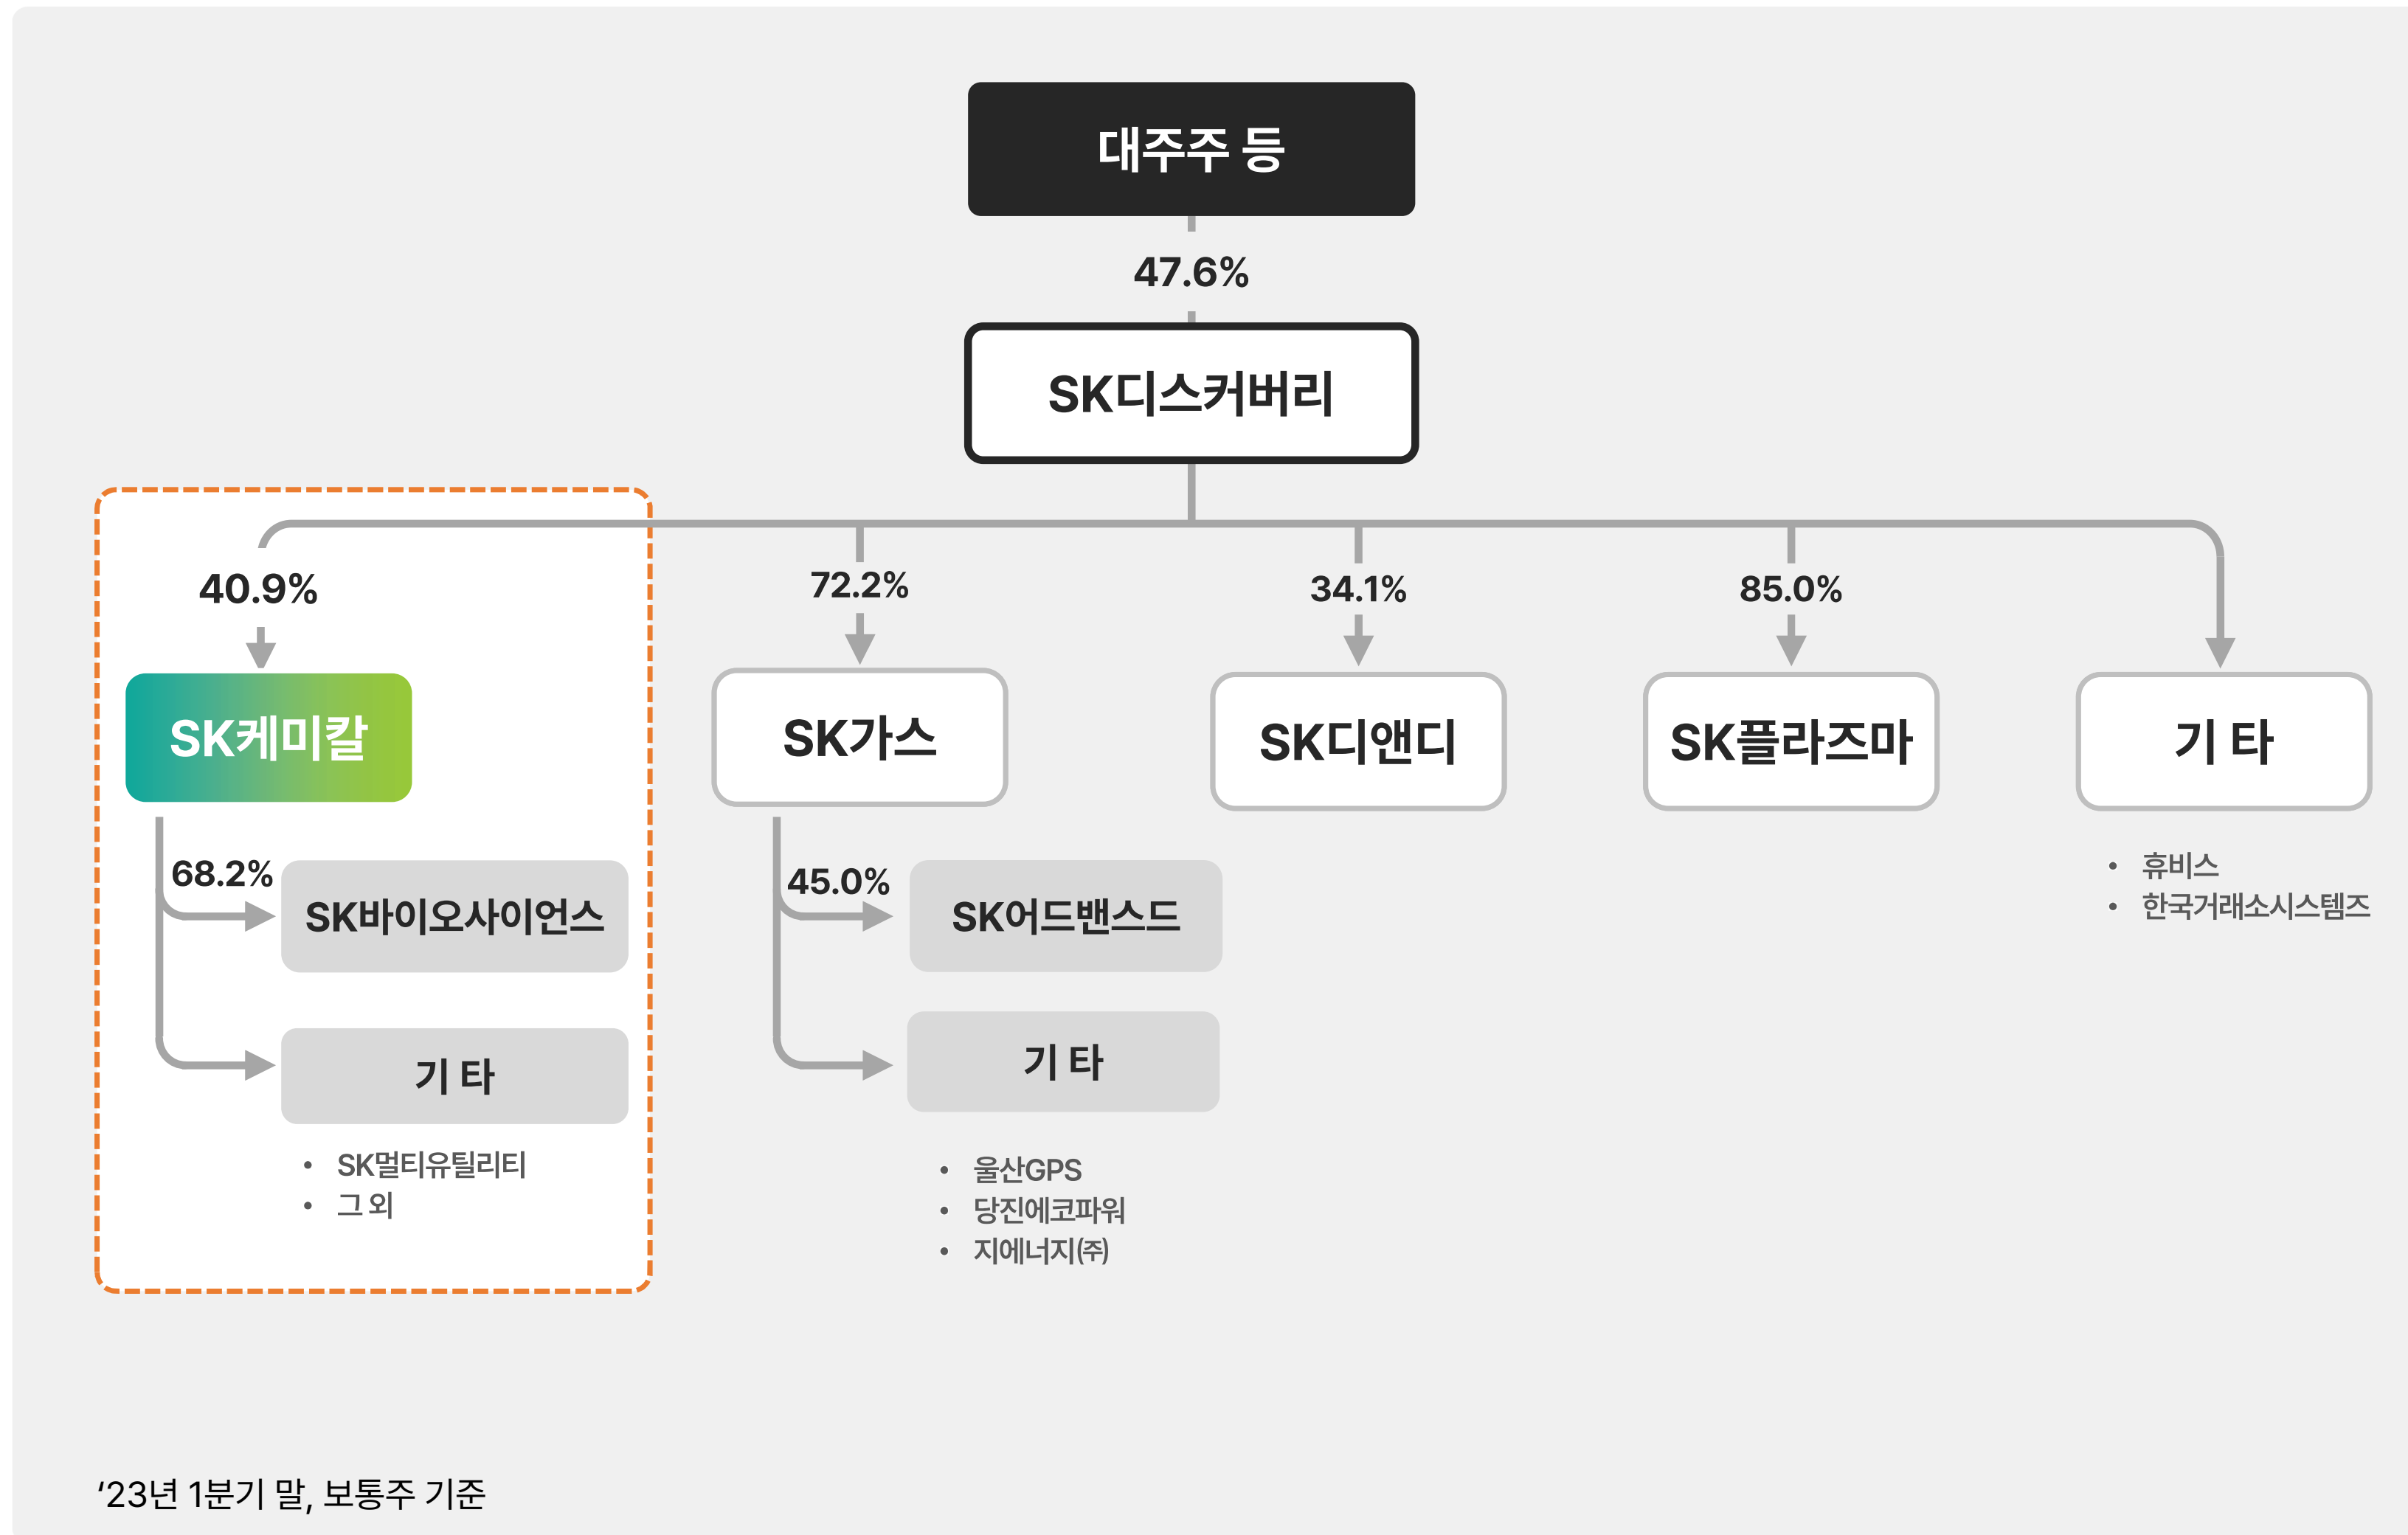 대주주 등
47.6%
SK디스커버리
40.9%
72.2%
34.1%
85.0%
SK케미칼
SK가스
SK디앤디
SK플라즈마
기 타
68.2%
SK바이오사이언스
45.0%
SK어드밴스드
• 휴비스
• 한국거래소시스템즈
기 타
기 타
• SK멀티유틸리티
• 그 외
• 울산GPS
• 당진에코파워
• 지에너지(주)
‘23년 1분기 말, 보통주 기준